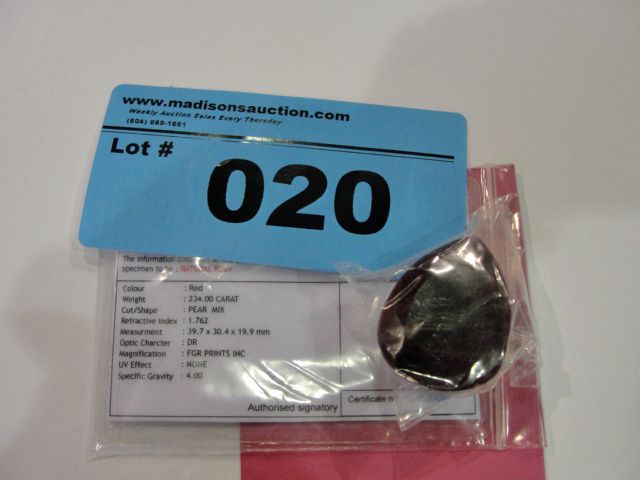 www.madisonsauction.com
Weekly Auction Sales Every Thursday
(604) 869-1661
Lot #
020
The information
specimen to be : NATURAL RUBY
Colour : Red
Weight : 234.00 CARAT
Cut/Shape : PEAR MIX
Refractive Index : 1.762
Measurment : 39.7 x 30.4 x 19.9 mm
Optic Charcter : DR
Magnification : FGR PRINTS INC
UV Effect : NONE
Specific Gravity : 4.00
Authorised signatory
Certificate n